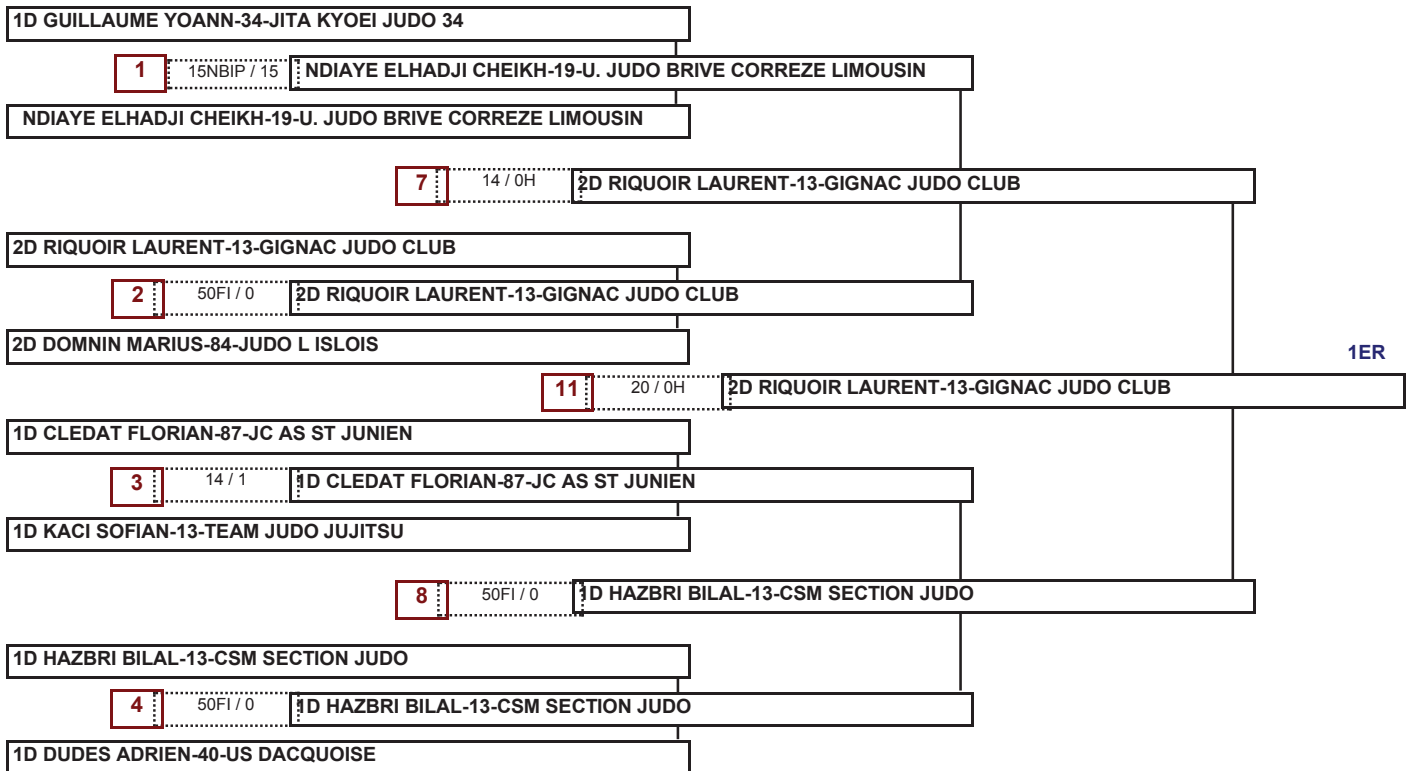 1D GUILLAUME YOANN-34-JITA KYOEI JUDO 34
1 15NBIP / 15 NDIAYE ELHADJI CHEIKH-19-U. JUDO BRIVE CORREZE LIMOUSIN
NDIAYE ELHADJI CHEIKH-19-U. JUDO BRIVE CORREZE LIMOUSIN
7 14 / 0H 2D RIQUOIR LAURENT-13-GIGNAC JUDO CLUB
2D RIQUOIR LAURENT-13-GIGNAC JUDO CLUB
2 50FI / 0 2D RIQUOIR LAURENT-13-GIGNAC JUDO CLUB
2D DOMNIN MARIUS-84-JUDO L ISLOIS
1ER
11 20 / 0H 2D RIQUOIR LAURENT-13-GIGNAC JUDO CLUB
1D CLEDAT FLORIAN-87-JC AS ST JUNIEN
3 14 / 1 1D CLEDAT FLORIAN-87-JC AS ST JUNIEN
1D KACI SOFIAN-13-TEAM JUDO JUJITSU
8 50FI / 0 1D HAZBRI BILAL-13-CSM SECTION JUDO
1D HAZBRI BILAL-13-CSM SECTION JUDO
4 50FI / 0 1D HAZBRI BILAL-13-CSM SECTION JUDO
1D DUDES ADRIEN-40-US DACQUOISE